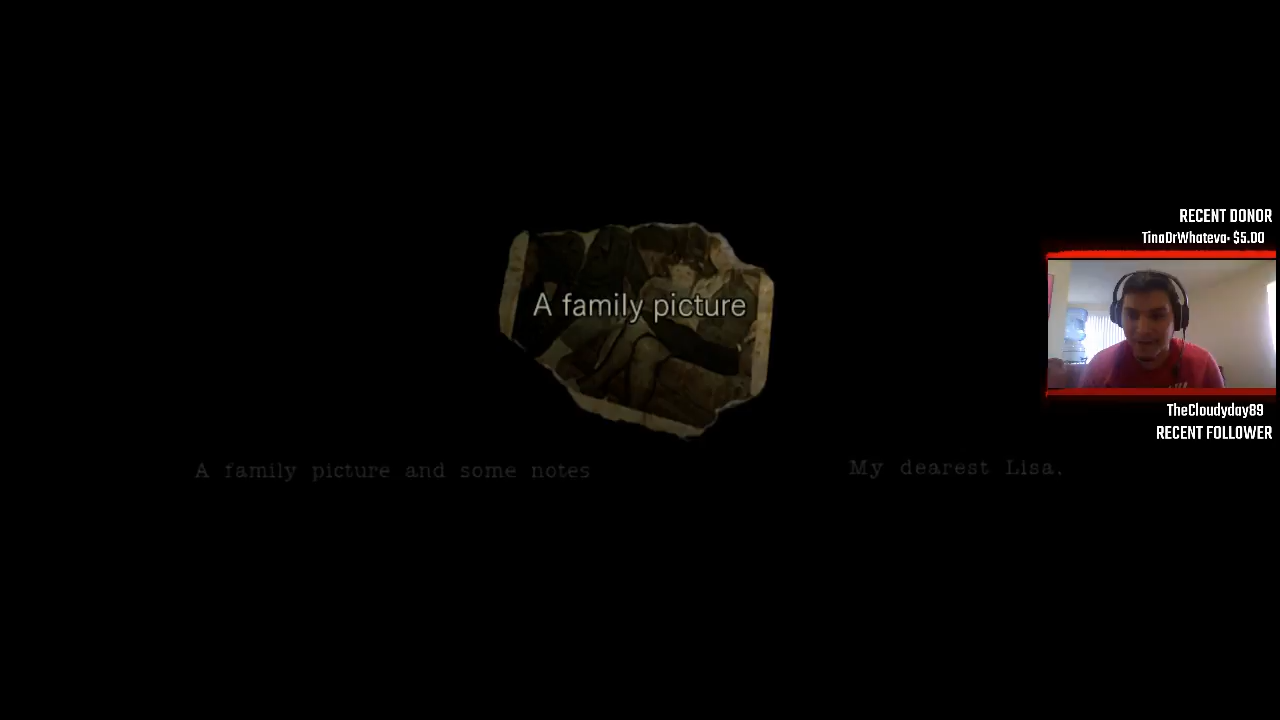 A family picture
A family picture and some notes
My dearest Lisa,
RECENT DONOR
TinaDrWhateva- $5.00
TheCloudyday89
RECENT FOLLOWER